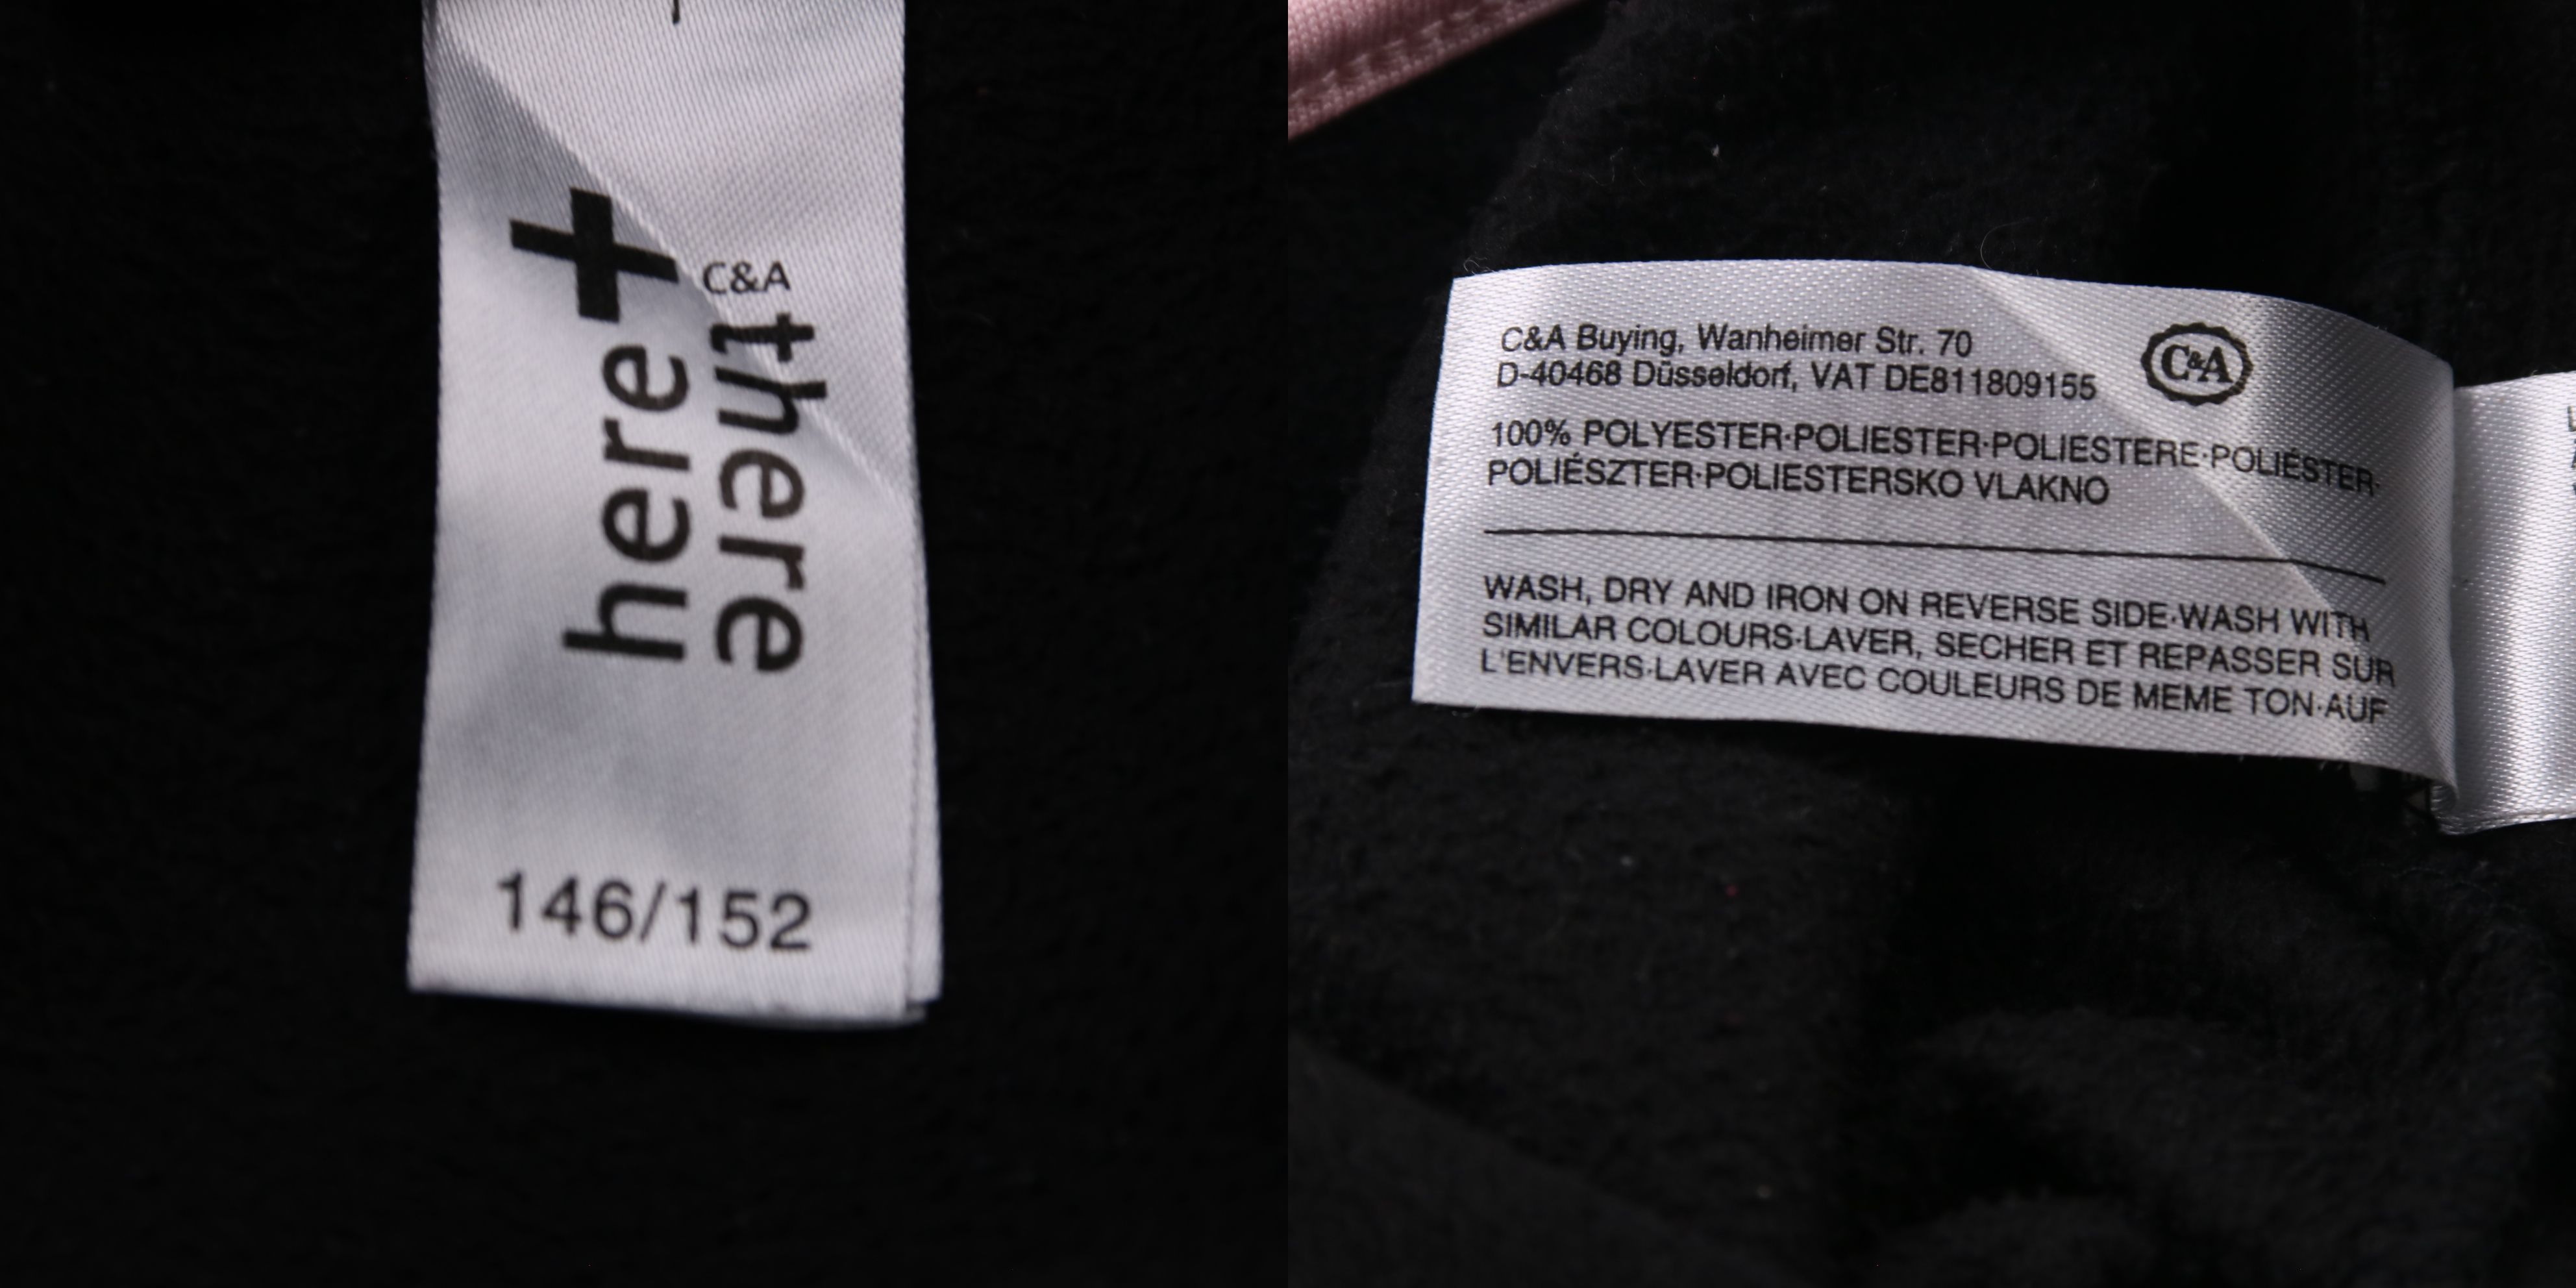 here +
there
C&A
146/152
C&A Buying, Wanheimer Str. 70
D-40468 Düsseldorf, VAT DE811809155
C&A
100% POLYESTER·POLIESTER·POLIESTERE·POLIÉSTER·
POLIÉSZTER·POLIESTERSKO VLAKNO
WASH, DRY AND IRON ON REVERSE SIDE·WASH WITH
SIMILAR COLOURS·LAVER, SECHER ET REPASSER SUR
L'ENVERS·LAVER AVEC COULEURS DE MEME TON·AUF